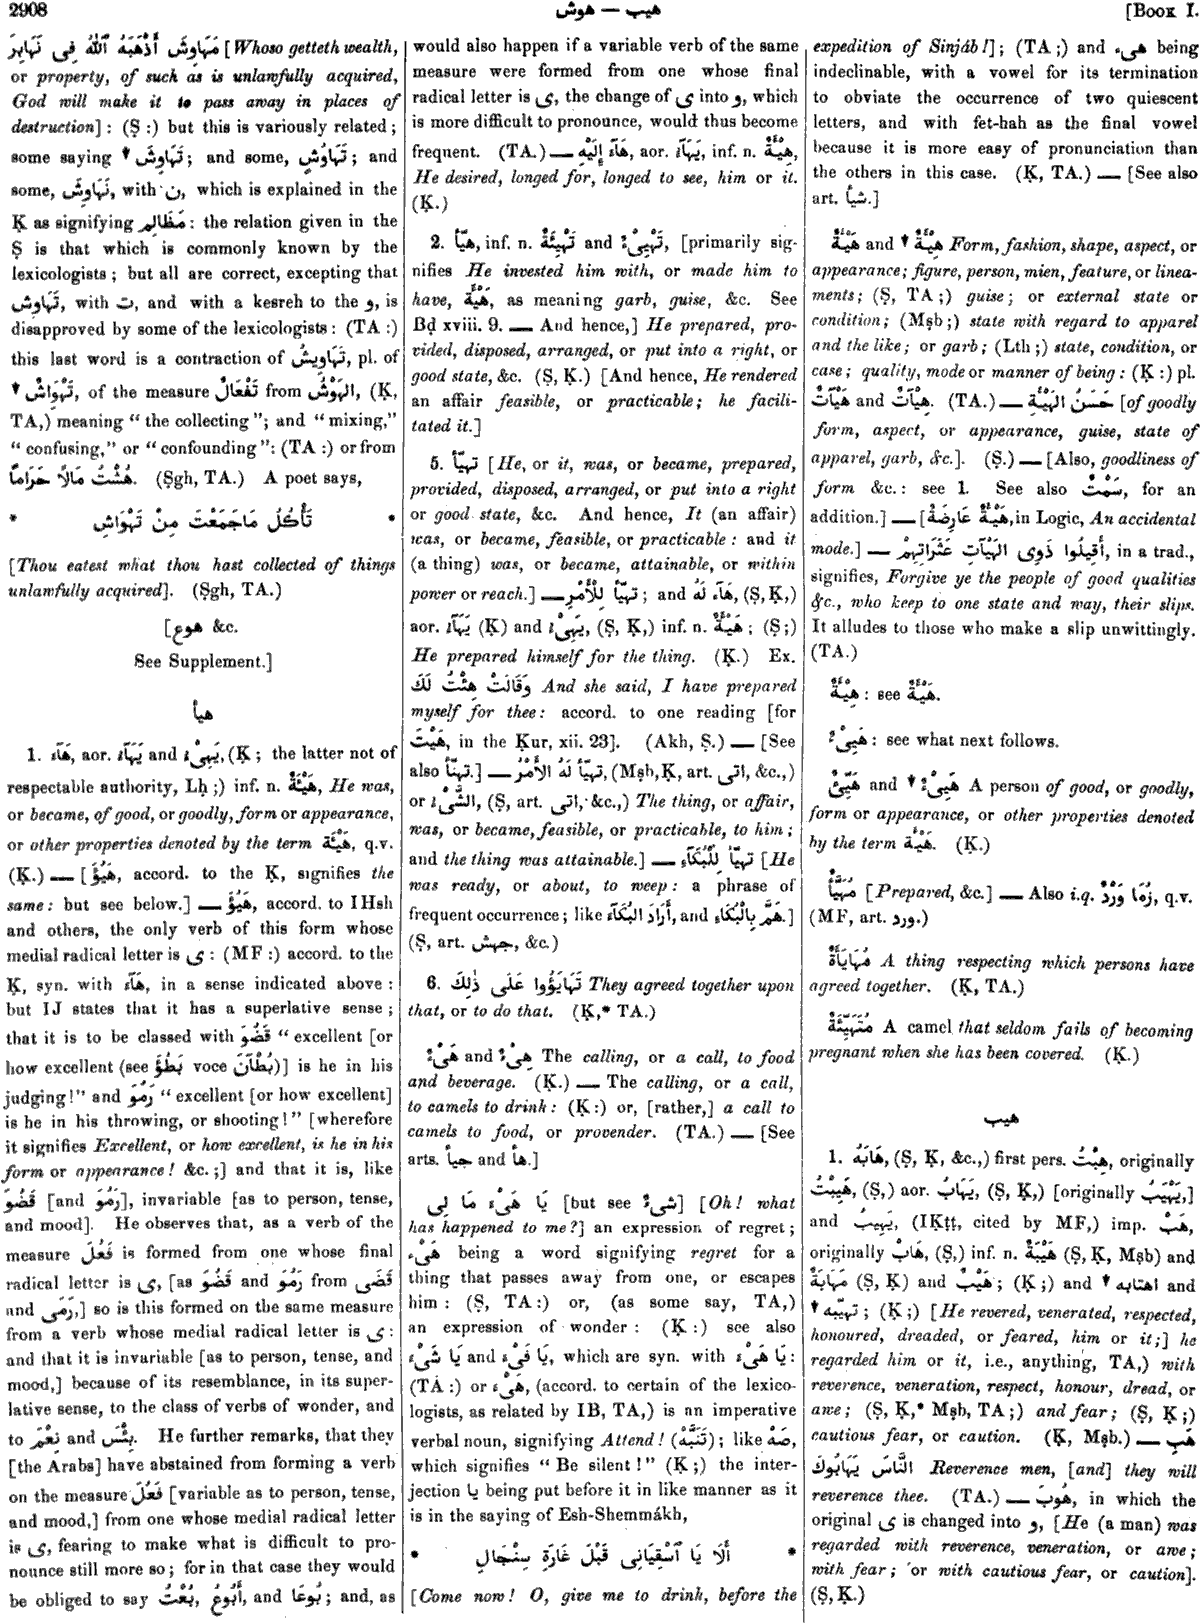 2908
هوش — هيب
[Book I.
مَهَاوِشَ أَذْهَبَهُ ٱللّٰهُ فِى نَهَابِرَ [Whoso getteth wealth,
or property, of such as is unlawfully acquired,
God will make it to pass away in places of
destruction]: (Ṣ:) but this is variously related;
some saying ▼ تَهَاوِشَ; and some, تَهَاوُشٍ; and
some, نَهَاوِشَ, with ن, which is explained in the
Ḳ as signifying مَظَالِم: the relation given in the
Ṣ is that which is commonly known by the
lexicologists; but all are correct, excepting that
تَهَاوِش, with ت, and with a kesreh to the و, is
disapproved by some of the lexicologists: (TA:)
this last word is a contraction of تَهَاوِيشُ, pl. of
▼ تَهْوَاشٌ, of the measure تَفْعَالٌ from الهَوْشُ, (Ḳ,
TA,) meaning “the collecting”; and “mixing,”
“confusing,” or “confounding”: (TA:) or from
هُشْتُ مَالًا حَرَامًا. (Ṣgh, TA.) A poet says,
* تَأْكُلُ مَاجَمَعْتَ مِنْ تَهْوَاشِ *
[Thou eatest what thou hast collected of things
unlawfully acquired]. (Ṣgh, TA.)
[هوع &c.
See Supplement.]
هيأ
1. هَآءَ, aor. يَهَآءُ and يَهِىْءُ, (Ḳ; the latter not of
respectable authority, Lḥ;) inf. n. هَيْئَةٌ, He was,
or became, of good, or goodly, form or appearance,
or other properties denoted by the term هَيْئَة, q.v.
(Ḳ.) — [هَيُؤَ, accord. to the Ḳ, signifies the
same: but see below.] — هَيُؤَ, accord. to IHsh
and others, the only verb of this form whose
medial radical letter is ى: (MF:) accord. to the
Ḳ, syn. with هَآءَ, in a sense indicated above:
but IJ states that it has a superlative sense;
that it is to be classed with قَضُوَ “excellent [or
how excellent (see بَطُؤَ voce بُطْآنَ)] is he in his
judging!” and رَمُوَ “excellent [or how excellent]
is he in his throwing, or shooting!” [wherefore
it signifies Excellent, or how excellent, is he in his
form or appearance! &c.;] and that it is, like
قَضُوَ [and رَمُوَ], invariable [as to person, tense,
and mood]. He observes that, as a verb of the
measure فَعُلَ is formed from one whose final
radical letter is ى, [as قَضُوَ and رَمُوَ from قَضَى
and رَمَى,] so is this formed on the same measure
from a verb whose medial radical letter is ى:
and that it is invariable [as to person, tense, and
mood,] because of its resemblance, in its super-
lative sense, to the class of verbs of wonder, and
to نِعْمَ and بِئْسَ. He further remarks, that they
[the Arabs] have abstained from forming a verb
on the measure فَعُلَ [variable as to person, tense,
and mood,] from one whose medial radical letter
is ى, fearing to make what is difficult to pro-
nounce still more so; for in that case they would
be obliged to say بُعْتُ, أَبُوعُ, and بُوعَا; and, as
would also happen if a variable verb of the same
measure were formed from one whose final
radical letter is ى, the change of ى into و, which
is more difficult to pronounce, would thus become
frequent. (TA.) — هَآءَ إِلَيْهِ, aor. يَهَآءُ, inf. n. هِيْئَةٌ,
He desired, longed for, longed to see, him or it.
(Ḳ.)
2. هَيَّأَ, inf. n. تَهْيِئَةٌ and تَهْيِىْءٌ, [primarily sig-
nifies He invested him with, or made him to
have, هَيْئَة, as meaning garb, guise, &c. See
Bḍ xviii. 9. — And hence,] He prepared, pro-
vided, disposed, arranged, or put into a right, or
good state, &c. (Ṣ, Ḳ.) [And hence, He rendered
an affair feasible, or practicable; he facili-
tated it.]
5. تهيّأ [He, or it, was, or became, prepared,
provided, disposed, arranged, or put into a right
or good state, &c. And hence, It (an affair)
was, or became, feasible, or practicable: and it
(a thing) was, or became, attainable, or within
power or reach.] — تهيّأ لِلْأَمْرِ; and هَآءَ لَهُ, (Ṣ, Ḳ,)
aor. يَهَآءُ (Ḳ) and يَهِىْءُ, (Ṣ, Ḳ,) inf. n. هَيْئَةٌ; (Ṣ;)
He prepared himself for the thing. (Ḳ.) Ex.
وَقَالَتْ هِئْتُ لَكَ And she said, I have prepared
myself for thee: accord. to one reading [for
هَيْتَ, in the Ḳur, xii. 23]. (Akh, Ṣ.) — [See
also تهنّأ.] — تهيّأ لَهُ الأَمْرُ, (Mṣb, Ḳ, art. اتى, &c.,)
or الشَّىْءُ, (Ṣ, art. اتى, &c.,) The thing, or affair,
was, or became, feasible, or practicable, to him;
and the thing was attainable.] — تهيّأ لِلْبُكَآءِ [He
was ready, or about, to weep: a phrase of
frequent occurrence; like أَرَادَ البُكَآءَ, and هَمَّ بِالْبُكَآءِ.]
(Ṣ, art. جهش, &c.)
6. تَهَايَؤُوا عَلَى ذٰلِكَ They agreed together upon
that, or to do that. (Ḳ,* TA.)
هِىْءٌ and هَىْءٌ The calling, or a call, to food
and beverage. (Ḳ.) — The calling, or a call,
to camels to drink: (Ḳ:) or, [rather,] a call to
camels to food, or provender. (TA.) — [See
arts. جيأ and هأ.]
يَا هَىْءَ مَا لِى [but see شىءٌ] [Oh! what
has happened to me?] an expression of regret;
هَىْءَ being a word signifying regret for a
thing that passes away from one, or escapes
him: (Ṣ, TA:) or, (as some say, TA,)
an expression of wonder: (Ḳ:) see also
يَا شَىْءَ and يَا فَىْءَ, which are syn. with يَا هَىْءَ:
(TA:) or هَىْءَ, (accord. to certain of the lexico-
logists, as related by IB, TA,) is an imperative
verbal noun, signifying Attend! (تَنَبَّهْ); like صَهْ,
which signifies “Be silent!” (Ḳ;) the inter-
jection يا being put before it in like manner as it
is in the saying of Esh-Shemmákh,
* أَلَا يَا ٱسْقِيَانِى قَبْلَ غَارَةِ سِنْجَالِ *
[Come now! O, give me to drink, before the
expedition of Sinjáb!]; (TA;) and هىء being
indeclinable, with a vowel for its termination
to obviate the occurrence of two quiescent
letters, and with fet-hah as the final vowel
because it is more easy of pronunciation than
the others in this case. (Ḳ, TA.) — [See also
art. شيأ.]
هَيْئَةٌ and ▼ هِيْئَةٌ Form, fashion, shape, aspect, or
appearance; figure, person, mien, feature, or linea-
ments; (Ṣ, TA;) guise; or external state or
condition; (Mṣb;) state with regard to apparel
and the like; or garb; (Lth;) state, condition, or
case; quality, mode or manner of being: (Ḳ:) pl.
هَيْآتٌ and هَيَآتٌ. (TA.) — حَسَنُ الهَيْئَةِ [of goodly
form, aspect, or appearance, guise, state of
apparel, garb, &c.]. (Ṣ.) — [Also, goodliness of
form &c.: see 1. See also سَمْتٌ, for an
addition.] — [هَيْئَةٌ عَارِضَةٌ, in Logic, An accidental
mode.] — أَقِيلُوا ذَوِى الهَيْآتِ عَثَرَاتِهِمْ, in a trad.,
signifies, Forgive ye the people of good qualities
&c., who keep to one state and way, their slips.
It alludes to those who make a slip unwittingly.
(TA.)
هِيْئَةٌ: see هَيْئَةٌ.
هَيِىْءٌ: see what next follows.
هَيِّئٌ and ▼ هَيِىْءٌ A person of good, or goodly,
form or appearance, or other properties denoted
by the term هَيْئَة. (Ḳ.)
مُهَيَّأٌ [Prepared, &c.] — Also i.q. زُمَا وَرْدٌ, q.v.
(MF, art. ورد.)
مُهَايَأَةٌ A thing respecting which persons have
agreed together. (Ḳ, TA.)
مُتَهَيِّئَةٌ A camel that seldom fails of becoming
pregnant when she has been covered. (Ḳ.)
هيب
1. هَابَهُ, (Ṣ, Ḳ, &c.,) first pers. هِبْتُ, originally
هَيِبْتُ, (Ṣ,) aor. يَهَابُ, (Ṣ, Ḳ,) [originally يَهْيَبُ,]
and يَهِيبُ, (IḲṭṭ, cited by MF,) imp. هَبْ,
originally هَابْ, (Ṣ,) inf. n. هَيْبَةٌ (Ṣ, Ḳ, Mṣb) and
مَهَابَةٌ (Ṣ, Ḳ) and هَيْبٌ; (Ḳ;) and ▼ اهتابه and
▼ تهيّبه; (Ḳ;) [He revered, venerated, respected,
honoured, dreaded, or feared, him or it;] he
regarded him or it, i.e., anything, TA,) with
reverence, veneration, respect, honour, dread, or
awe; (Ṣ, Ḳ,* Mṣb, TA;) and fear; (Ṣ, Ḳ;)
cautious fear, or caution. (Ḳ, Mṣb.) — هَبِ
النَّاسَ يَهَابُوكَ Reverence men, [and] they will
reverence thee. (TA.) — هُوبَ, in which the
original ى is changed into و, [He (a man) was
regarded with reverence, veneration, or awe;
with fear; or with cautious fear, or caution].
(Ṣ, Ḳ.)